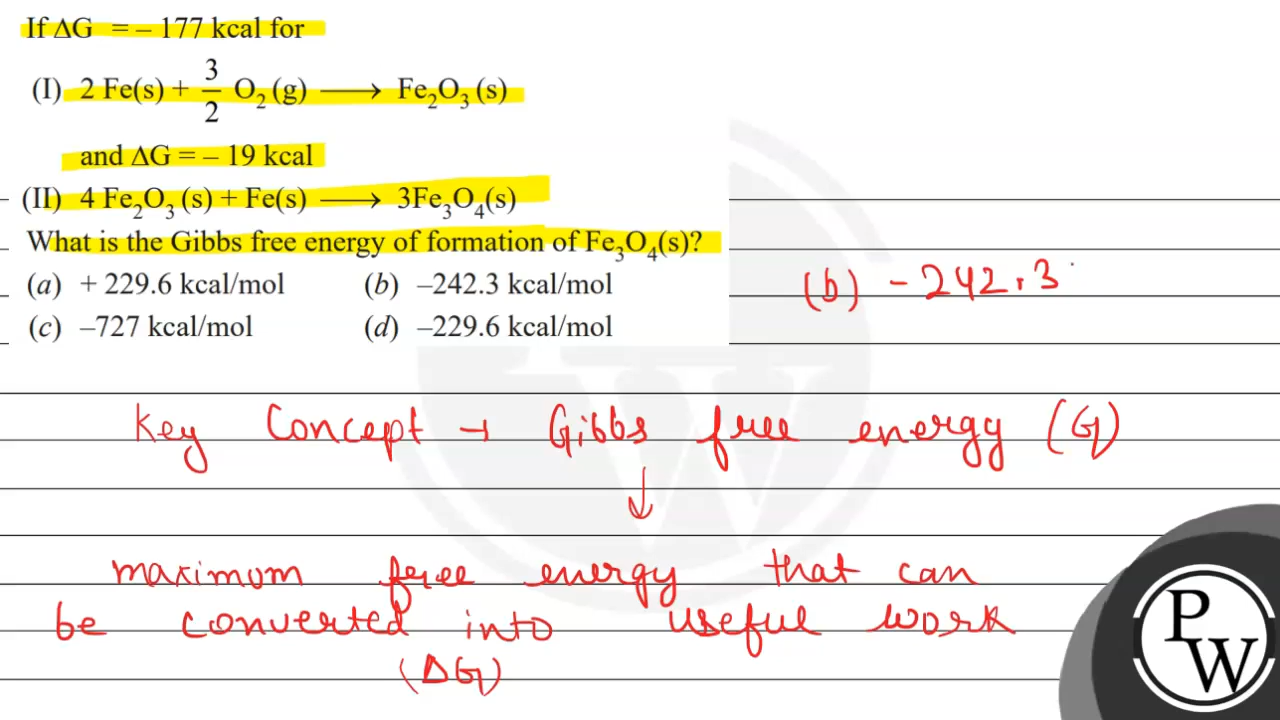 If ΔG = – 177 kcal for
(I) 2 Fe(s) + 3/2 O₂ (g) ⟶ Fe₂O₃ (s)
and ΔG = – 19 kcal
(II) 4 Fe₂O₃ (s) + Fe(s) ⟶ 3Fe₃O₄(s)
What is the Gibbs free energy of formation of Fe₃O₄(s)?
(a) + 229.6 kcal/mol (b) –242.3 kcal/mol
(c) –727 kcal/mol (d) –229.6 kcal/mol
(b) - 242.3
Key Concept → Gibbs free energy (G)
↓
maximum free energy that can
be converted into useful work
(ΔG)
P
W